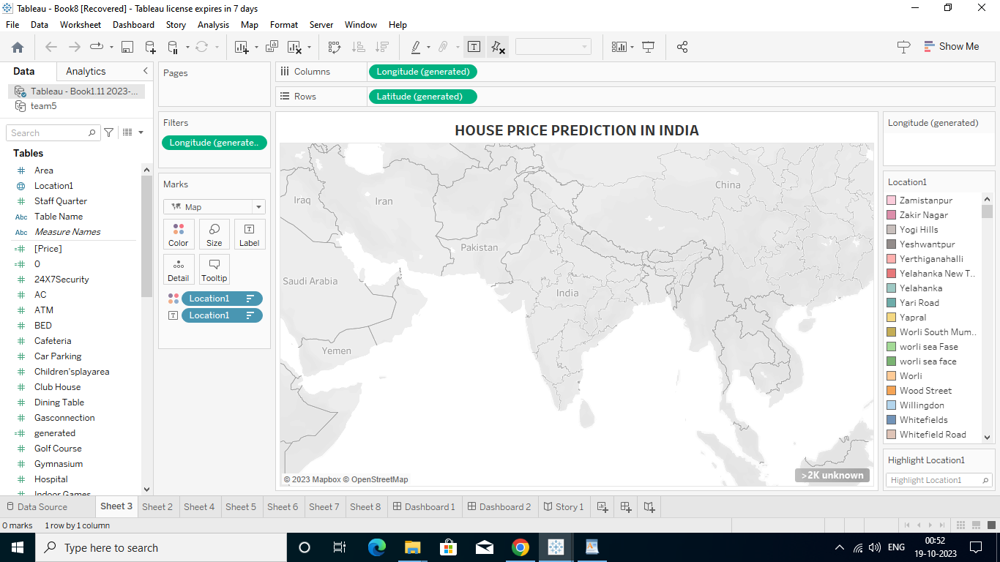 Tableau - Book8 [Recovered] - Tableau license expires in 7 days
File Data Worksheet Dashboard Story Analysis Map Format Server Window Help
Show Me
Data Analytics
Tableau - Book1.11 2023-...
team5
Search
Tables
Area
Location1
Staff Quarter
Abc Table Name
Abc Measure Names
[Price]
0
24X7Security
AC
ATM
BED
Cafeteria
Car Parking
Children'splayarea
Club House
Dining Table
Gasconnection
generated
Golf Course
Gymnasium
Hospital
Indoor Games
Pages
Filters
Longitude (generate..
Marks
Map
Color Size Label
Detail Tooltip
Location1
Location1
Columns Longitude (generated)
Rows Latitude (generated)
HOUSE PRICE PREDICTION IN INDIA
China
Iraq Iran
Pakistan
Saudi Arabia
India
Yemen
© 2023 Mapbox © OpenStreetMap
>2K unknown
Longitude (generated)
Location1
Zamistanpur
Zakir Nagar
Yogi Hills
Yeshwantpur
Yerthiganahalli
Yelahanka New T..
Yelahanka
Yari Road
Yapral
Worli South Mum..
worli sea Fase
worli sea face
Worli
Wood Street
Willingdon
Whitefields
Whitefield Road
Highlight Location1
Highlight Location1
Data Source Sheet 3 Sheet 2 Sheet 4 Sheet 5 Sheet 6 Sheet 7 Sheet 8 Dashboard 1 Dashboard 2 Story 1
0 marks 1 row by 1 column
Type here to search
ENG
00:52
19-10-2023